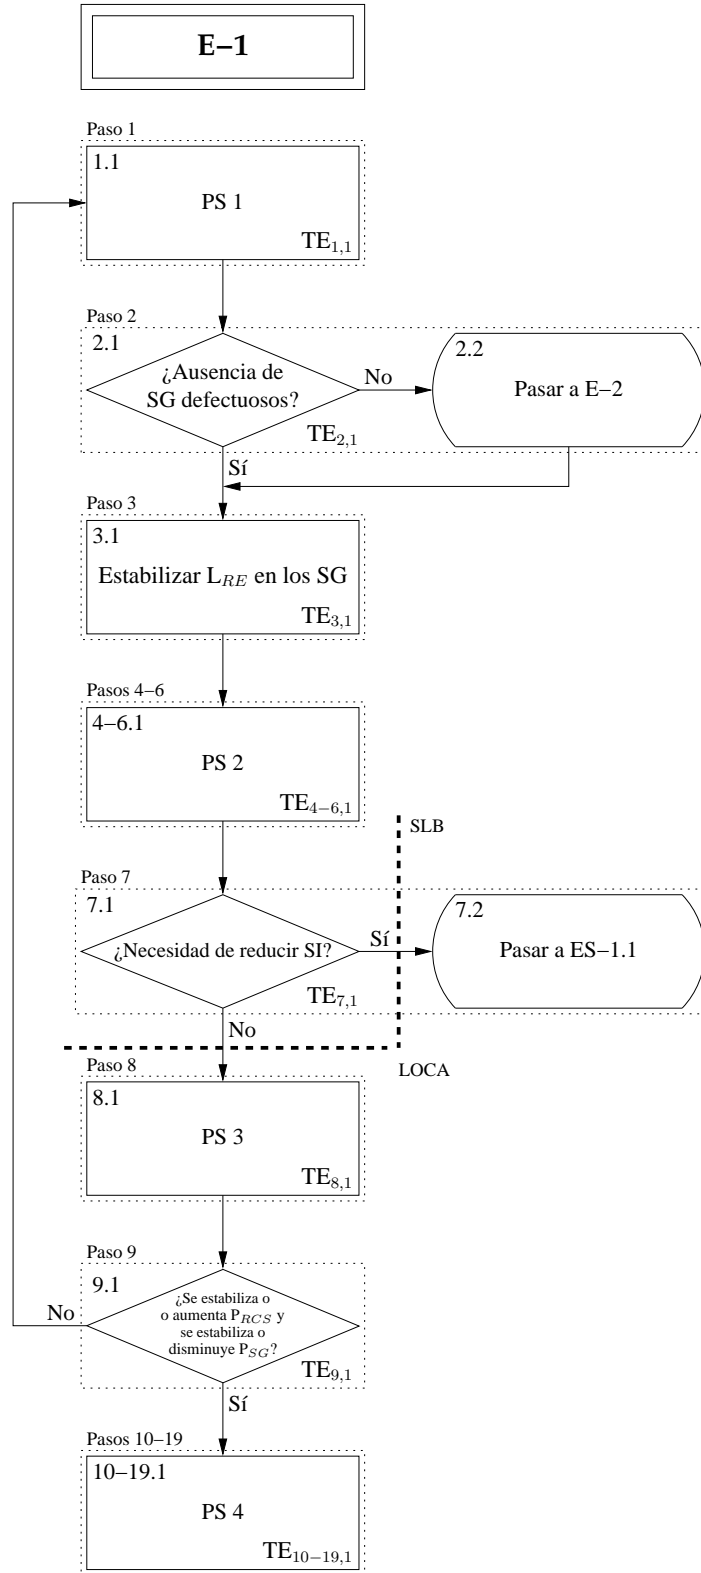 E–1
Paso 1
1.1
PS 1
TE1,1
Paso 2
2.1
¿Ausencia de
SG defectuosos?
TE2,1
No
2.2
Pasar a E–2
Sí
Paso 3
3.1
Estabilizar LRE en los SG
TE3,1
Pasos 4–6
4–6.1
PS 2
TE4–6,1
SLB
Paso 7
7.1
¿Necesidad de reducir SI?
TE7,1
Sí
7.2
Pasar a ES–1.1
No
LOCA
Paso 8
8.1
PS 3
TE8,1
Paso 9
9.1
¿Se estabiliza o
o aumenta PRCS y
se estabiliza o
disminuye PSG?
TE9,1
No
Sí
Pasos 10–19
10–19.1
PS 4
TE10–19,1